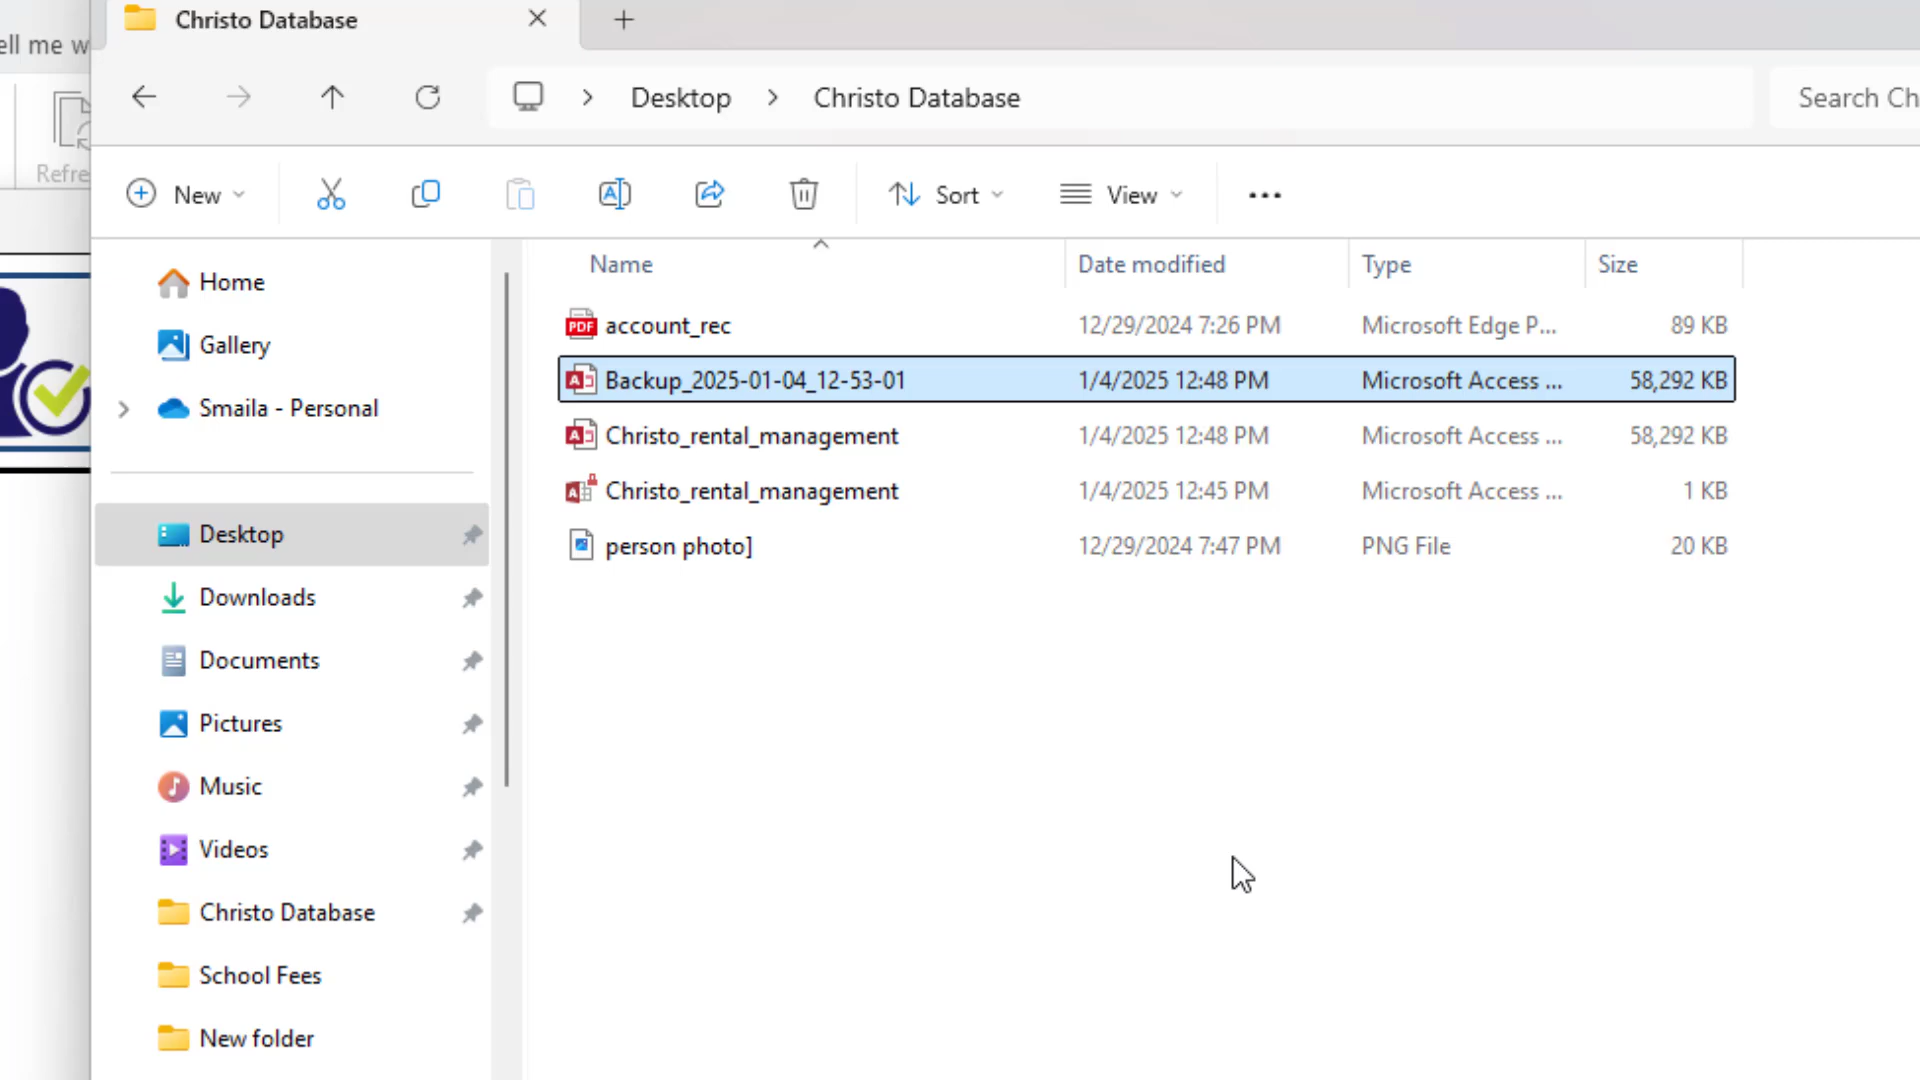 Christo Database
ell me w
Desktop
Christo Database
Search Ch
Refre
New
Sort
View
Name
Date modified
Type
Size
Home
Gallery
Smaila - Personal
Desktop
Downloads
Documents
Pictures
Music
Videos
Christo Database
School Fees
New folder
PDF account_rec 12/29/2024 7:26 PM Microsoft Edge P... 89 KB
Backup_2025-01-04_12-53-01 1/4/2025 12:48 PM Microsoft Access ... 58,292 KB
Christo_rental_management 1/4/2025 12:48 PM Microsoft Access ... 58,292 KB
Christo_rental_management 1/4/2025 12:45 PM Microsoft Access ... 1 KB
person photo] 12/29/2024 7:47 PM PNG File 20 KB